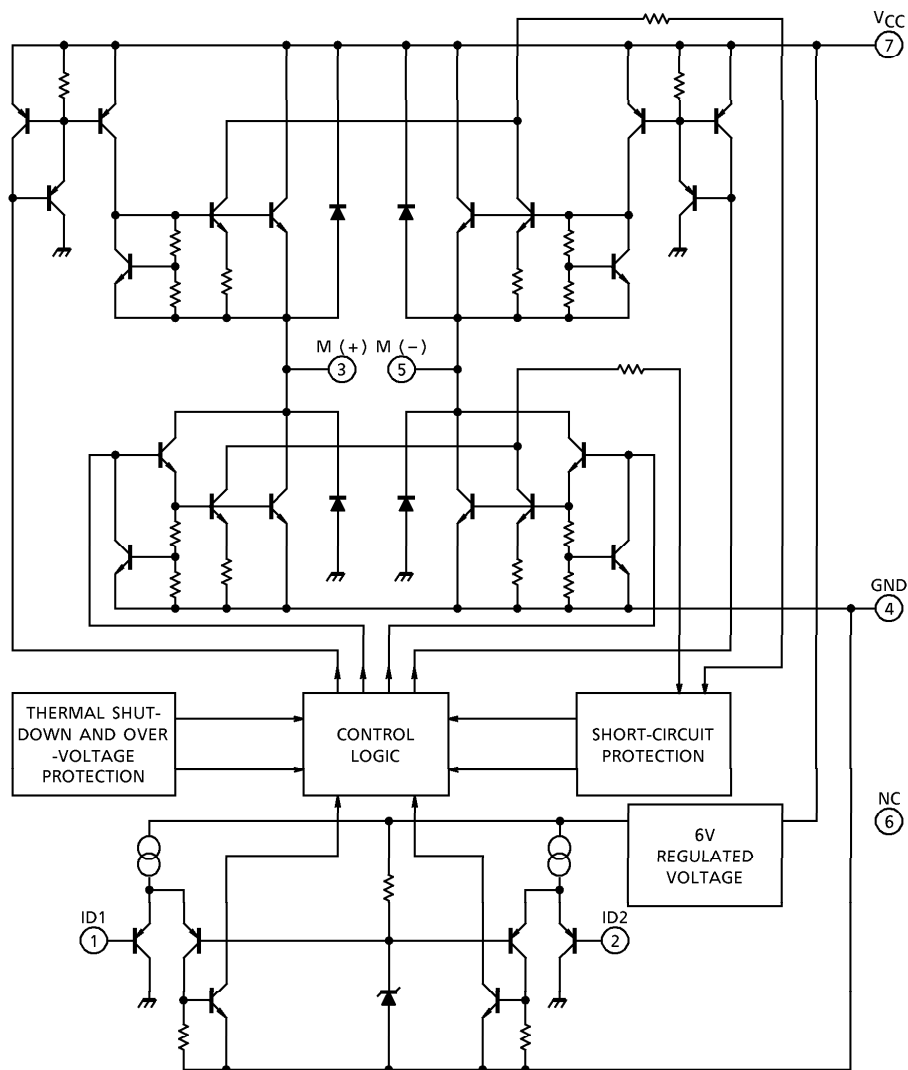 VCC
7
M (+) M (−)
3 5
GND
4
THERMAL SHUT-
DOWN AND OVER
-VOLTAGE
PROTECTION
CONTROL
LOGIC
SHORT-CIRCUIT
PROTECTION
NC
6
6V
REGULATED
VOLTAGE
ID1
1
ID2
2